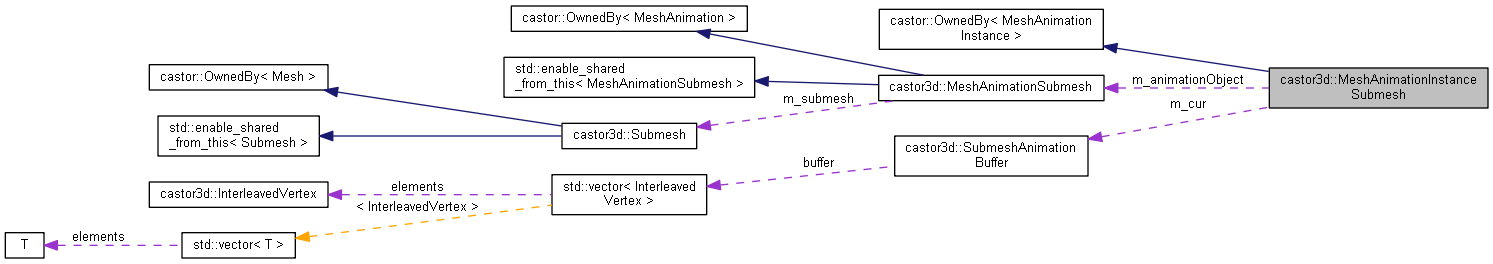 castor::OwnedBy< MeshAnimation >
castor::OwnedBy< MeshAnimation
Instance >
std::enable_shared
_from_this< MeshAnimationSubmesh >
castor::OwnedBy< Mesh >
castor3d::MeshAnimationSubmesh
m_animationObject
castor3d::MeshAnimationInstance
Submesh
m_submesh
m_cur
std::enable_shared
_from_this< Submesh >
castor3d::Submesh
castor3d::SubmeshAnimation
Buffer
buffer
castor3d::InterleavedVertex
elements
std::vector< Interleaved
Vertex >
< InterleavedVertex >
T
elements
std::vector< T >